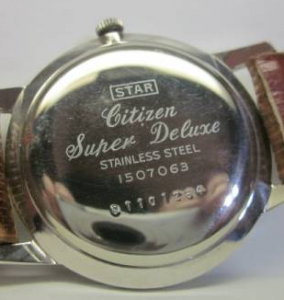 STAR
Citizen
Super Deluxe
STAINLESS STEEL
1507063